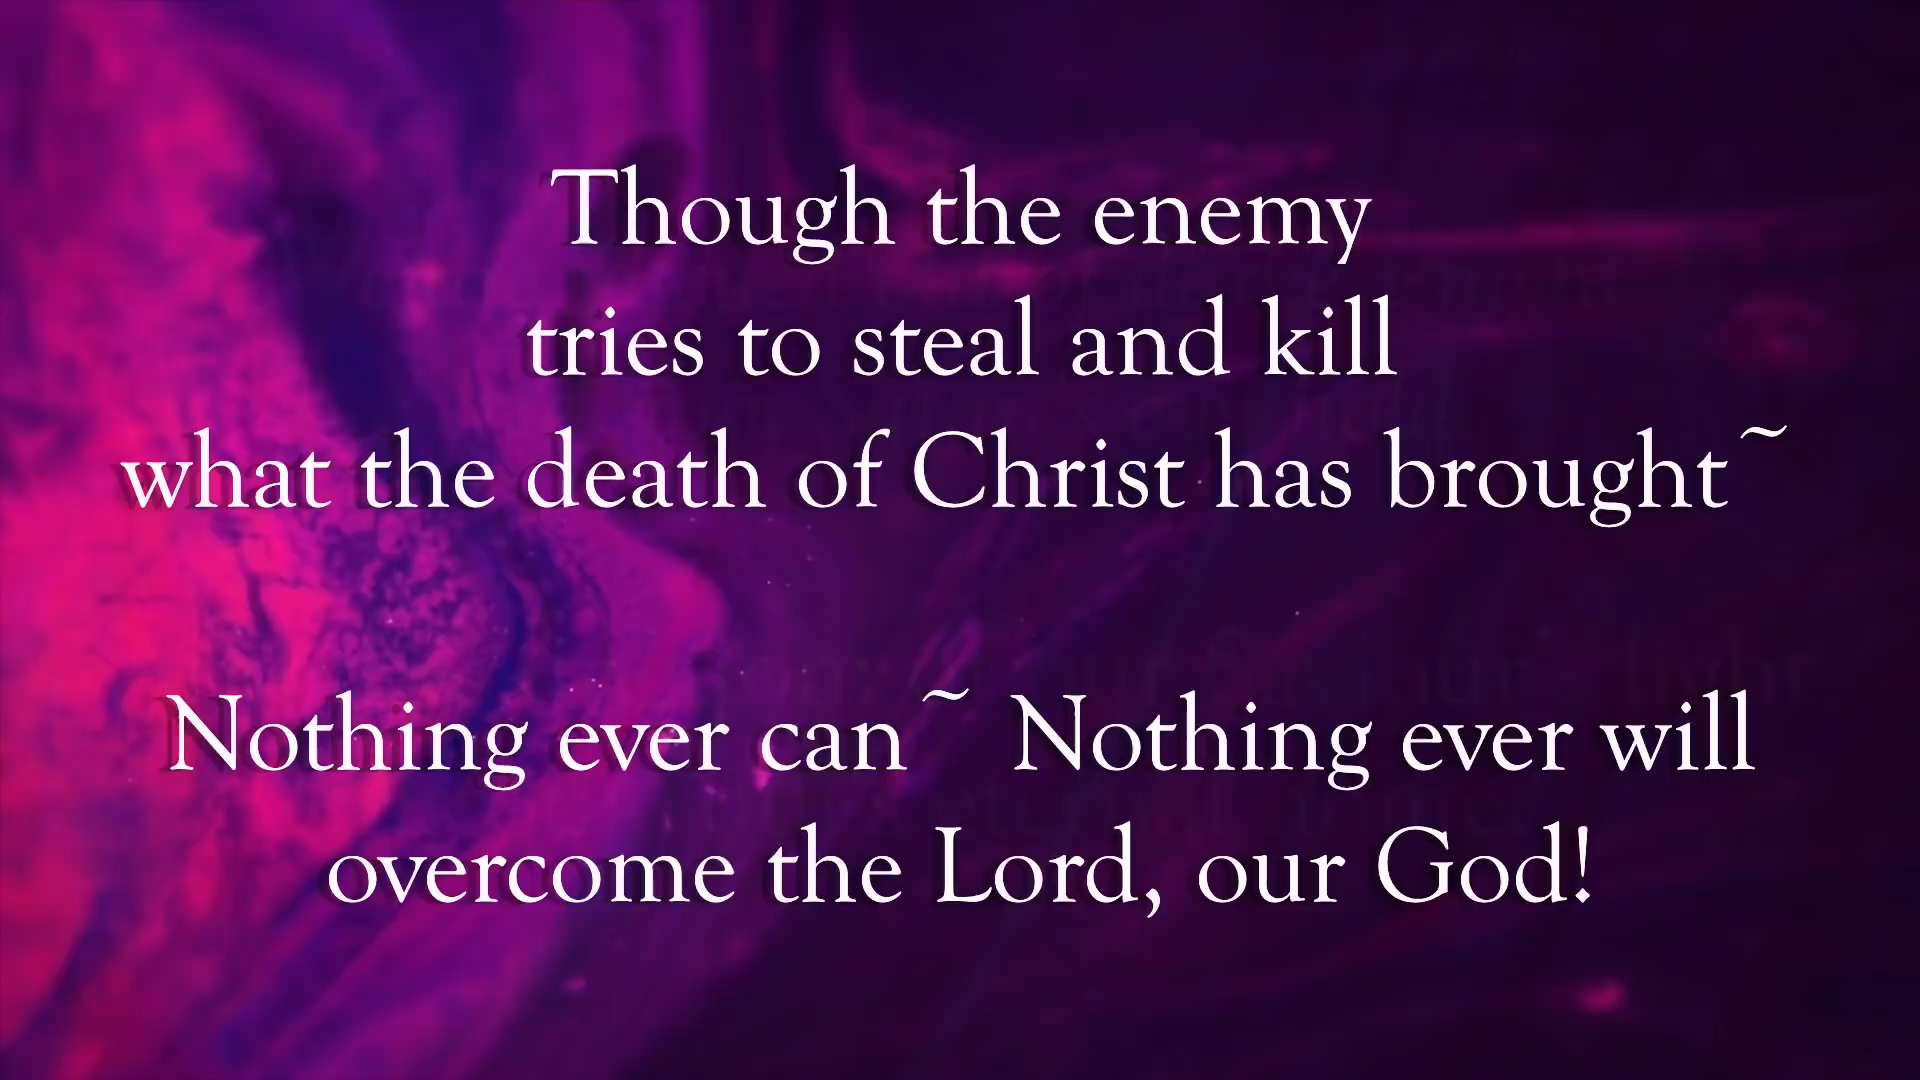 Though the enemy
tries to steal and kill
what the death of Christ has brought~
Nothing ever can~ Nothing ever will
overcome the Lord, our God!